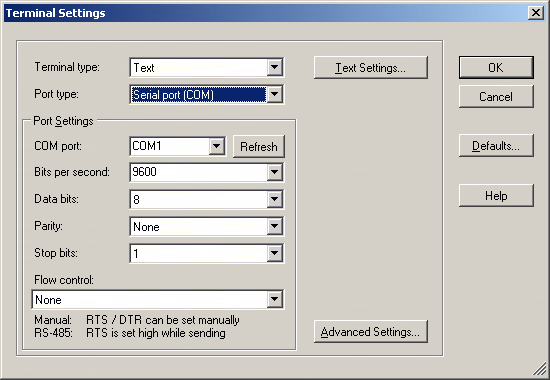 Terminal Settings
Terminal type: Text Text Settings... OK
Port type: Serial port (COM) Cancel
Port Settings
COM port: COM1 Refresh Defaults...
Bits per second: 9600
Data bits: 8 Help
Parity: None
Stop bits: 1
Flow control:
None
Manual: RTS / DTR can be set manually
RS-485: RTS is set high while sending Advanced Settings...